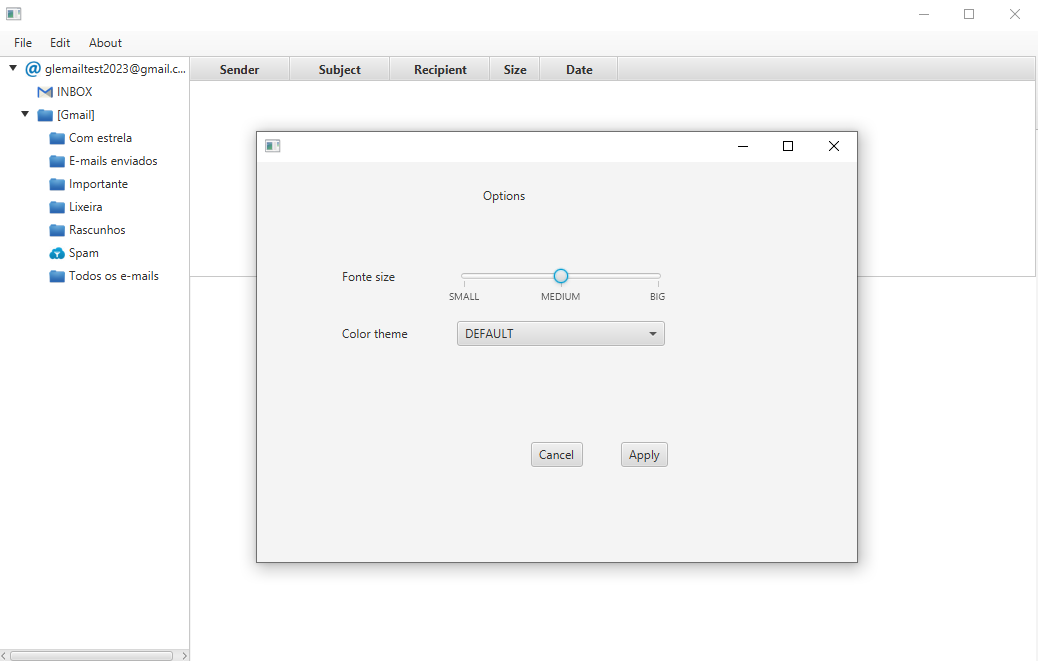 File Edit About
glemailtest2023@gmail.c...
Sender Subject Recipient Size Date
INBOX
[Gmail]
Com estrela
E-mails enviados
Importante
Lixeira
Rascunhos
Spam
Todos os e-mails
Options
Fonte size
SMALL MEDIUM BIG
Color theme DEFAULT
Cancel Apply